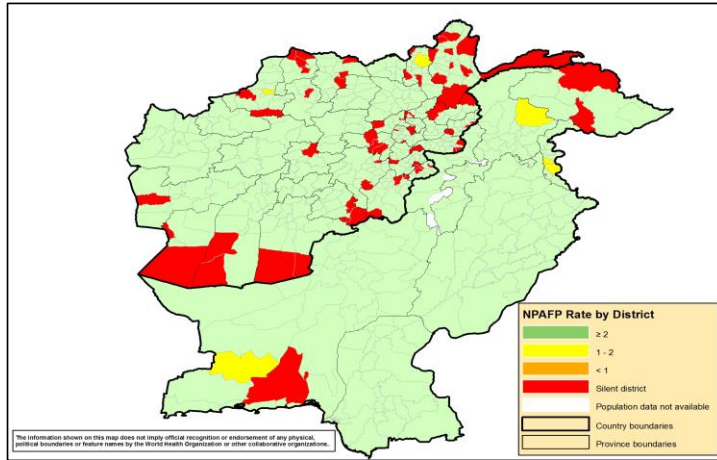 NPAFP Rate by District
≥ 2
1 - 2
< 1
Silent district
Population data not available
Country boundaries
Province boundaries
The information shown on this map does not imply official recognition or endorsement of any physical,
political boundaries or feature names by the World Health Organization or other collaborative organizations.